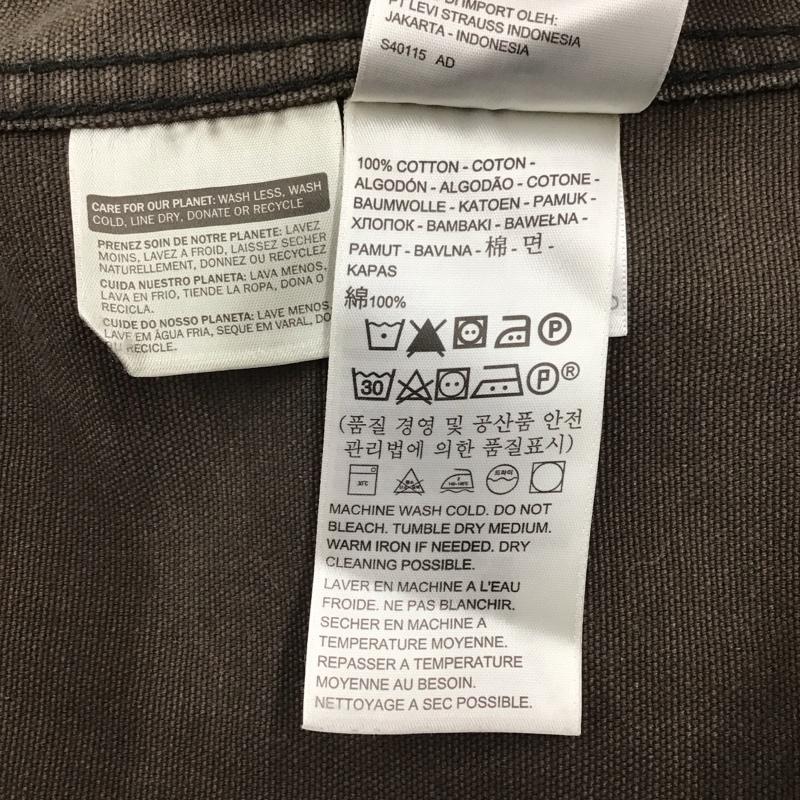 DI IMPORT OLEH:
PT LEVI STRAUSS INDONESIA
JAKARTA - INDONESIA
S40115 AD
CARE FOR OUR PLANET: WASH LESS, WASH
COLD, LINE DRY, DONATE OR RECYCLE
PRENEZ SOIN DE NOTRE PLANETE: LAVEZ
MOINS, LAVEZ A FROID, LAISSEZ SECHER
NATURELLEMENT, DONNEZ OU RECYCLEZ
CUIDA NUESTRO PLANETA: LAVA MENOS,
LAVA EN FRIO, TIENDE LA ROPA, DONA O
RECICLA.
CUIDE DO NOSSO PLANETA: LAVE MENOS,
LAVE EM ÁGUA FRIA, SEQUE EM VARAL, DO
RECICLE.
100% COTTON - COTON -
ALGODÓN - ALGODÃO - COTONE -
BAUMWOLLE - KATOEN - PAMUK -
ХЛОПОК - BAMBAKI - BAWEŁNA -
PAMUT - BAVLNA - 棉 - 면 -
KAPAS
綿100%
P
30 P®
(품질 경영 및 공산품 안전
관리법에 의한 품질표시)
30℃ 드라이
MACHINE WASH COLD. DO NOT
BLEACH. TUMBLE DRY MEDIUM.
WARM IRON IF NEEDED. DRY
CLEANING POSSIBLE.
LAVER EN MACHINE A L'EAU
FROIDE. NE PAS BLANCHIR.
SECHER EN MACHINE A
TEMPERATURE MOYENNE.
REPASSER A TEMPERATURE
MOYENNE AU BESOIN.
NETTOYAGE A SEC POSSIBLE.